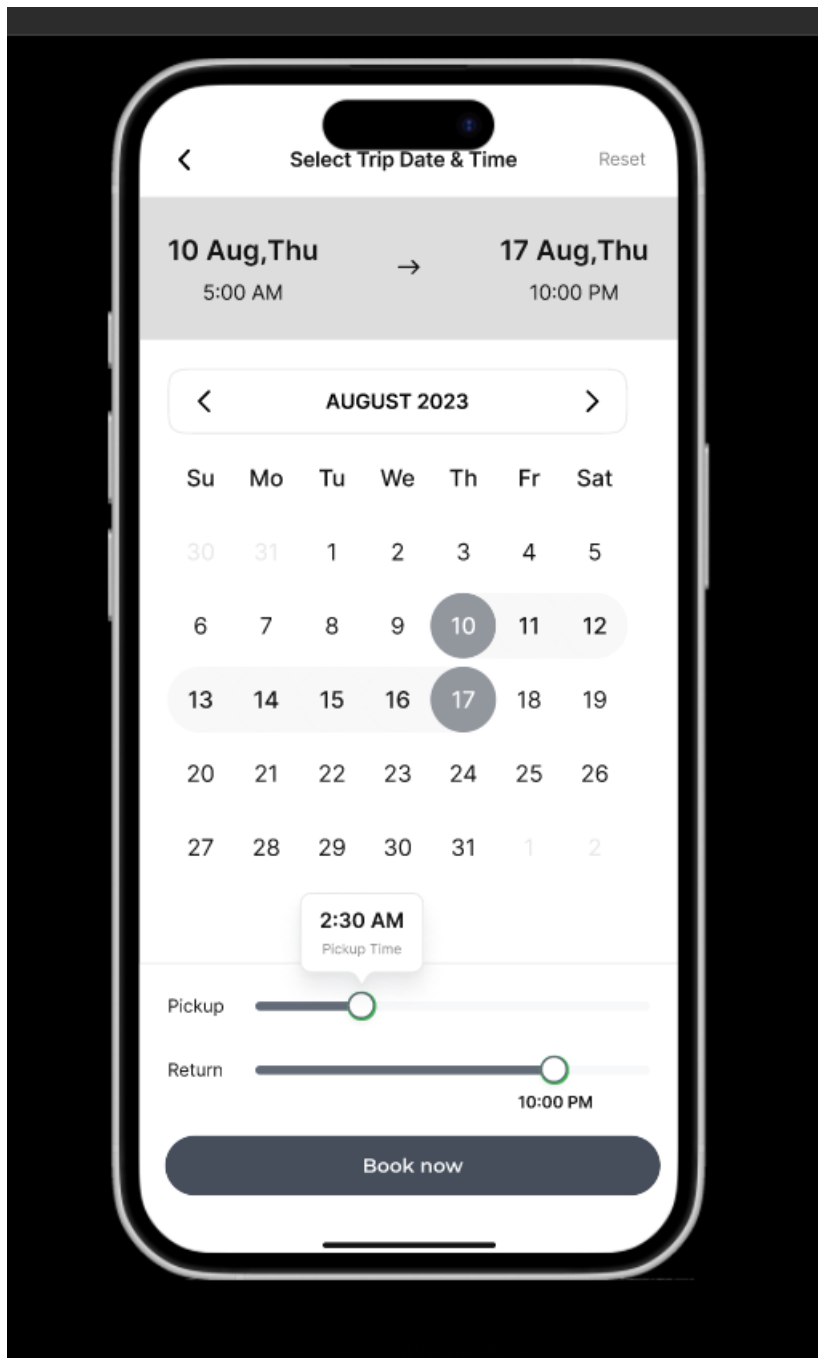 Select Trip Date & Time Reset
10 Aug,Thu → 17 Aug,Thu
5:00 AM 10:00 PM
AUGUST 2023
Su Mo Tu We Th Fr Sat
30 31 1 2 3 4 5
6 7 8 9 10 11 12
13 14 15 16 17 18 19
20 21 22 23 24 25 26
27 28 29 30 31 1 2
2:30 AM
Pickup Time
Pickup
Return
10:00 PM
Book now